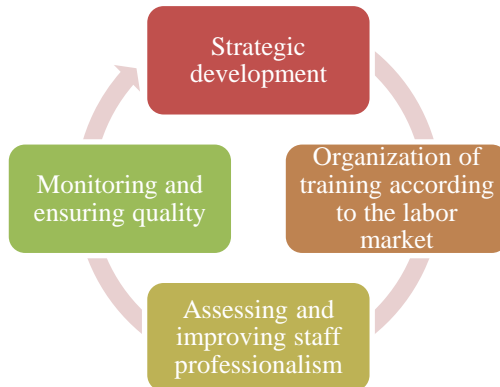 Strategic
development
Organization of
training according
to the labor
market
Assessing and
improving staff
professionalism
Monitoring and
ensuring quality